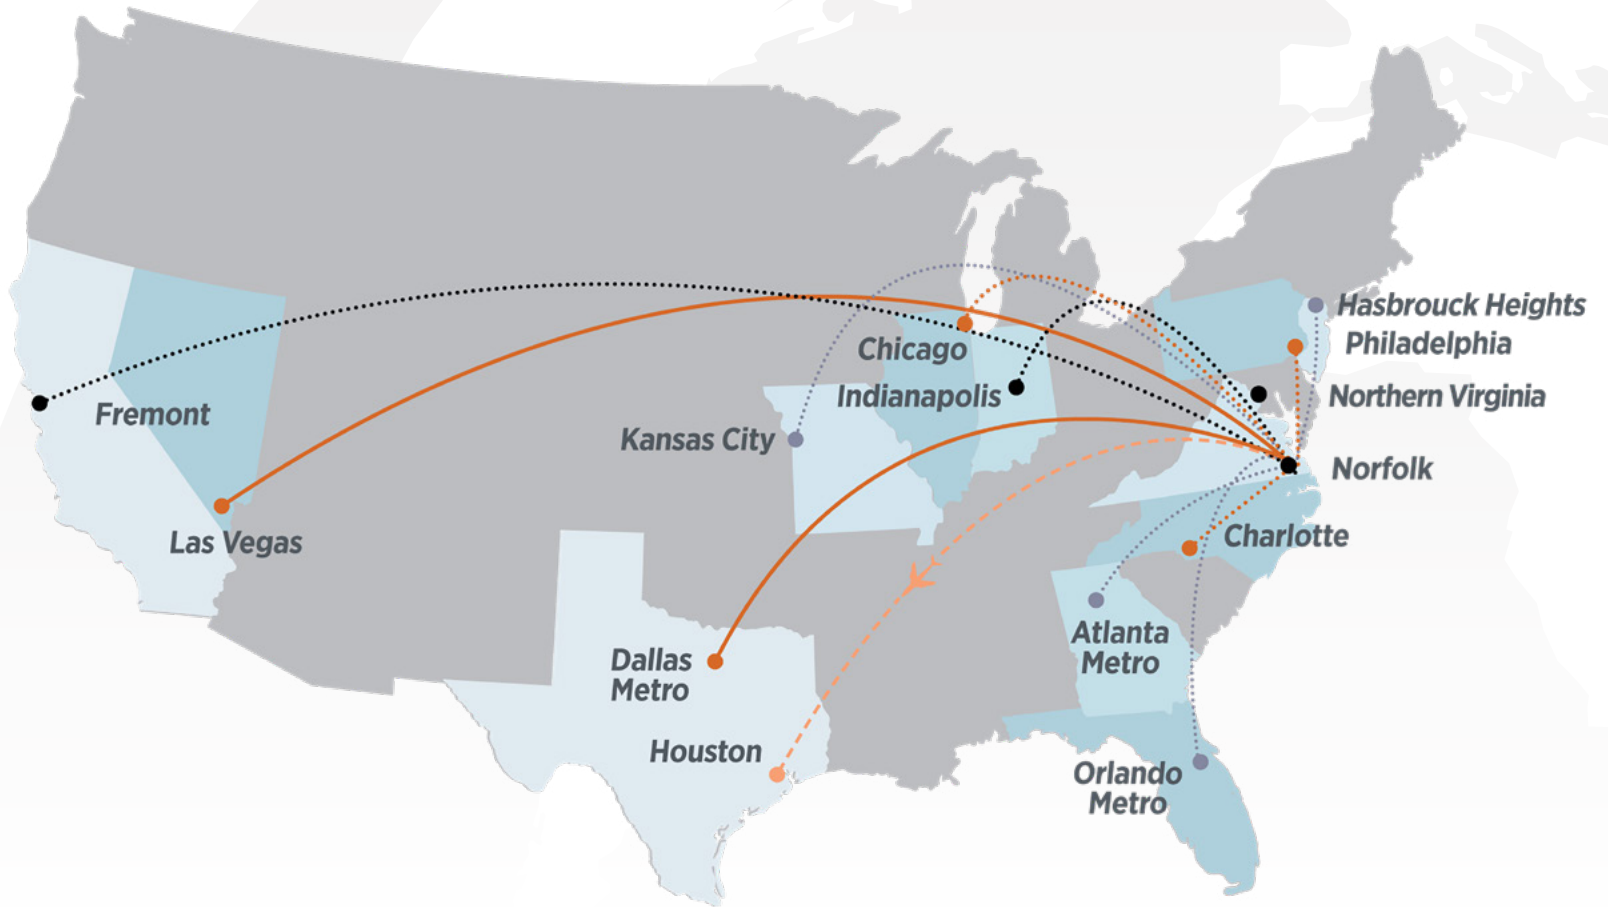 Hasbrouck Heights
Philadelphia
Chicago
Indianapolis
Northern Virginia
Fremont
Kansas City
Norfolk
Las Vegas
Charlotte
Atlanta
Metro
Dallas
Metro
Houston
Orlando
Metro